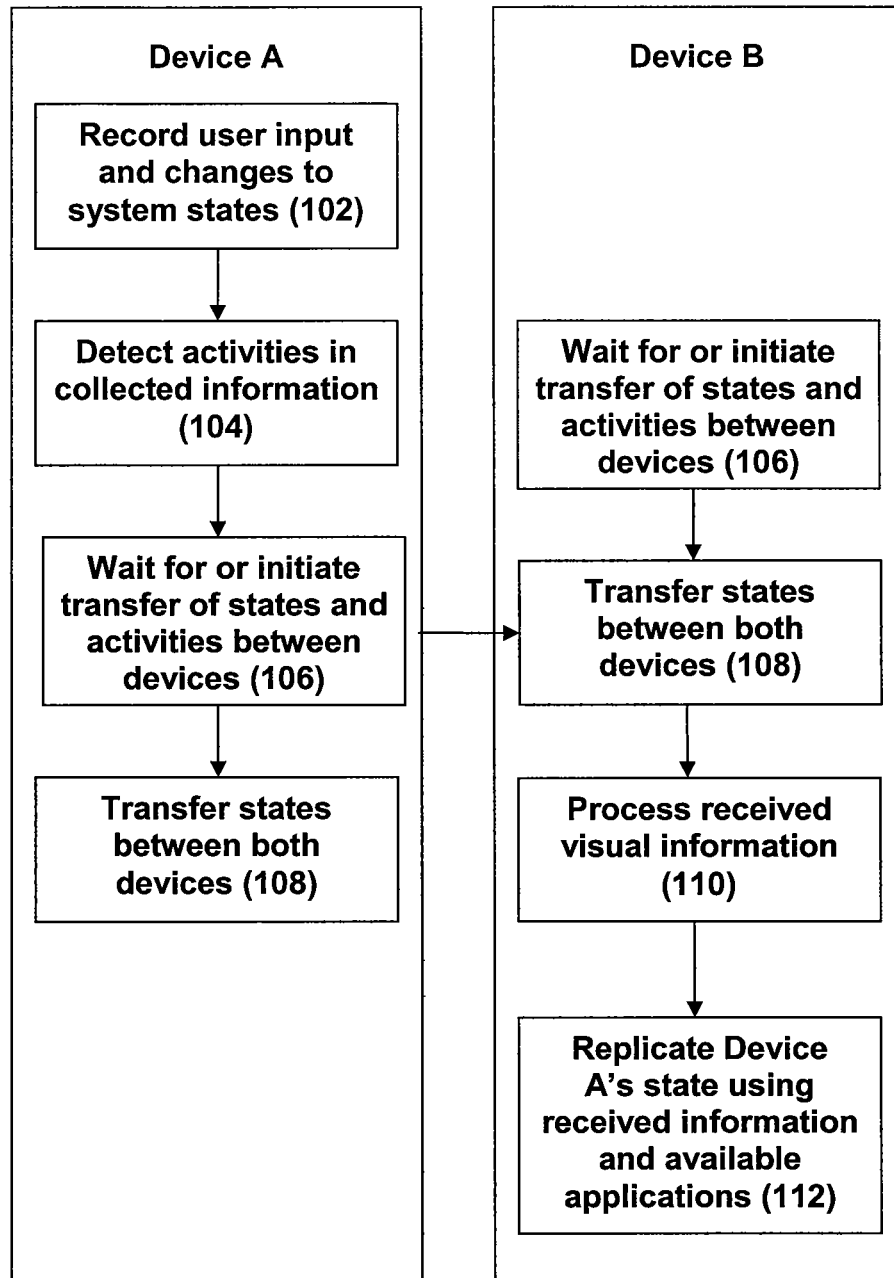 Device A
Record user input
and changes to
system states (102)
Detect activities in
collected information
(104)
Wait for or initiate
transfer of states and
activities between
devices (106)
Transfer states
between both
devices (108)
Device B
Wait for or initiate
transfer of states and
activities between
devices (106)
Transfer states
between both
devices (108)
Process received
visual information
(110)
Replicate Device
A's state using
received information
and available
applications (112)